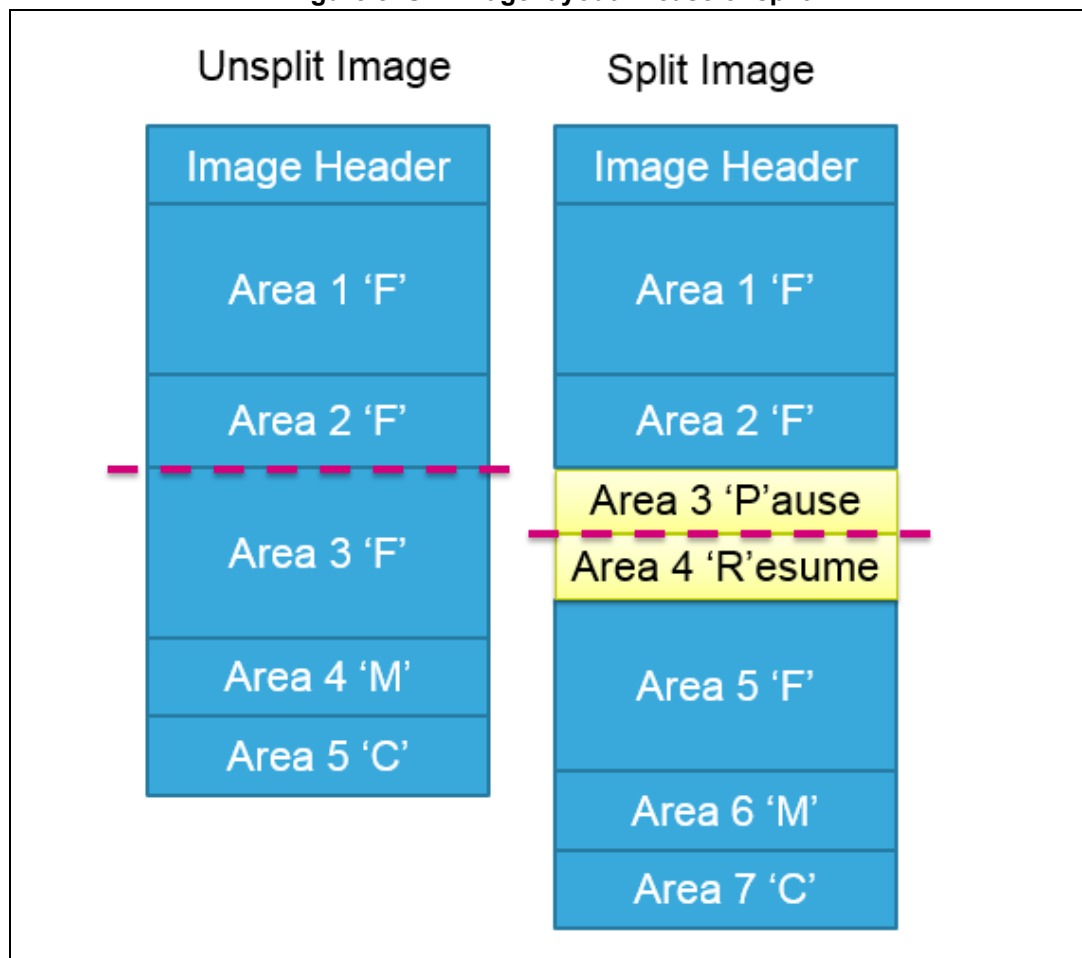 Unsplit Image
Image Header
Area 1 ‘F’
Area 2 ‘F’
Area 3 ‘F’
Area 4 ‘M’
Area 5 ‘C’
Split Image
Image Header
Area 1 ‘F’
Area 2 ‘F’
Area 3 ‘P’ause
Area 4 ‘R’esume
Area 5 ‘F’
Area 6 ‘M’
Area 7 ‘C’